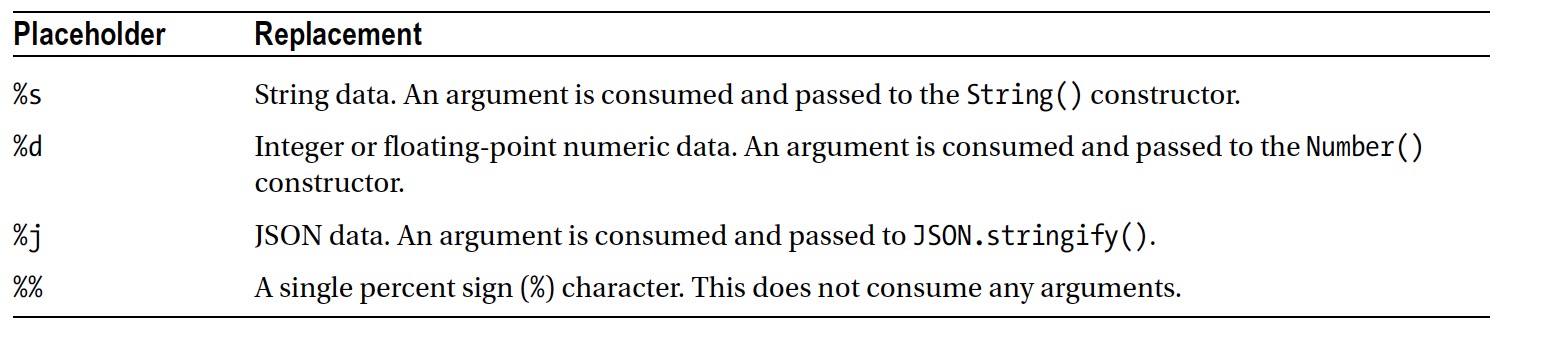 Placeholder Replacement
%s String data. An argument is consumed and passed to the String() constructor.
%d Integer or floating-point numeric data. An argument is consumed and passed to the Number()
constructor.
%j JSON data. An argument is consumed and passed to JSON.stringify().
%% A single percent sign (%) character. This does not consume any arguments.